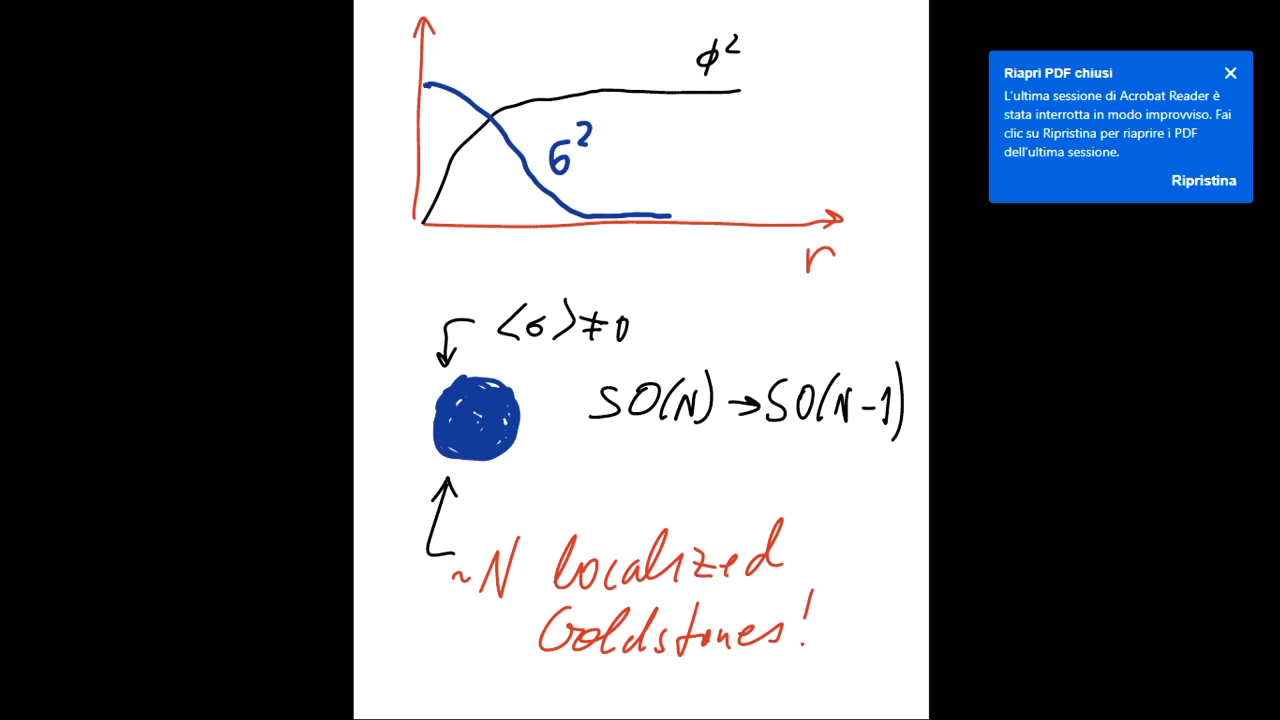 ϕ²
σ²
r
<σ>≠0
SO(N)→SO(N-1)
~N localized
Goldstones!
Riapri PDF chiusi
L'ultima sessione di Acrobat Reader è
stata interrotta in modo improvviso. Fai
clic su Ripristina per riaprire i PDF
dell'ultima sessione.
Ripristina